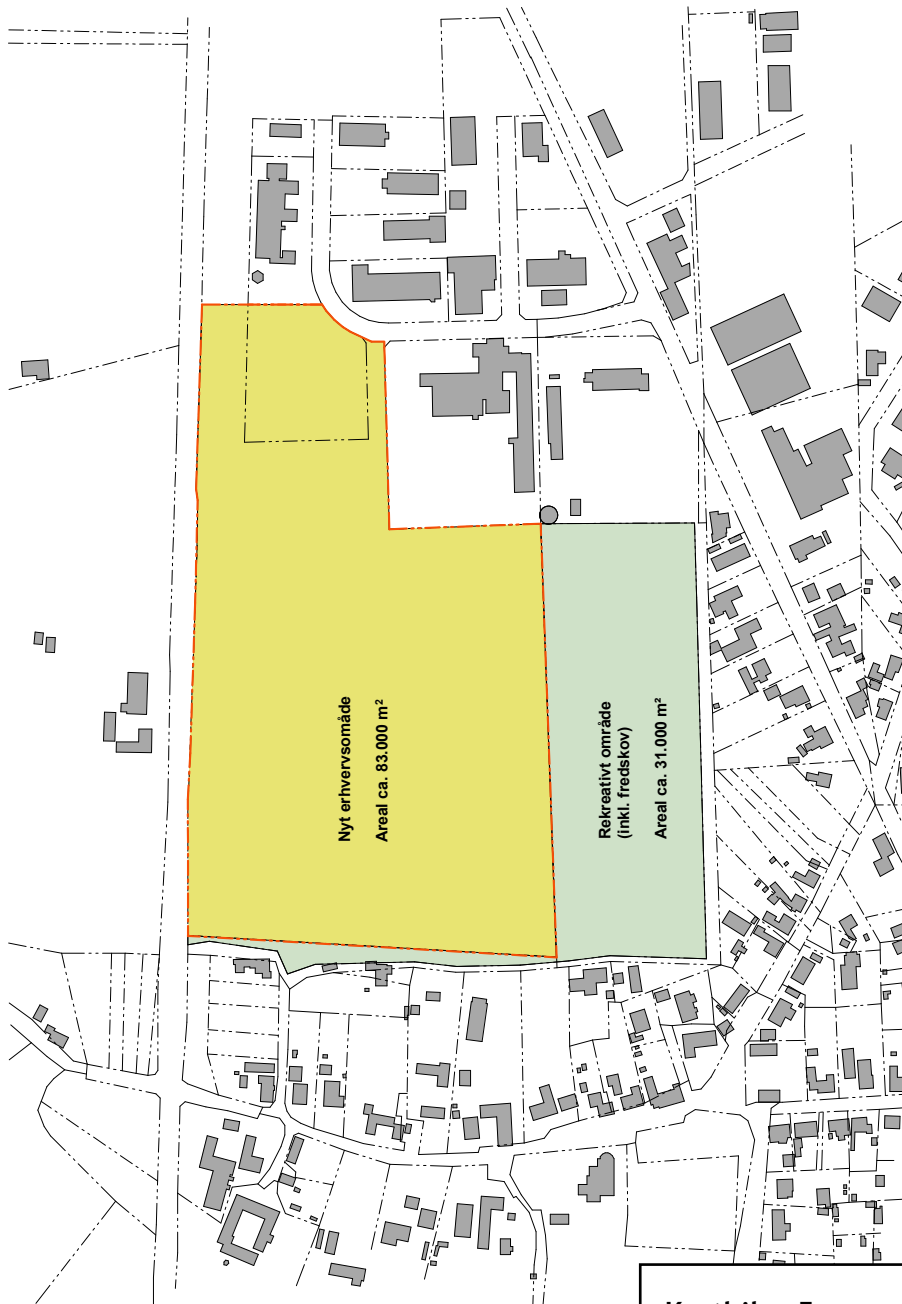 Nyt erhvervsområde
Areal ca. 83.000 m²
Rekreativt område
(inkl. fredskov)
Areal ca. 31.000 m²